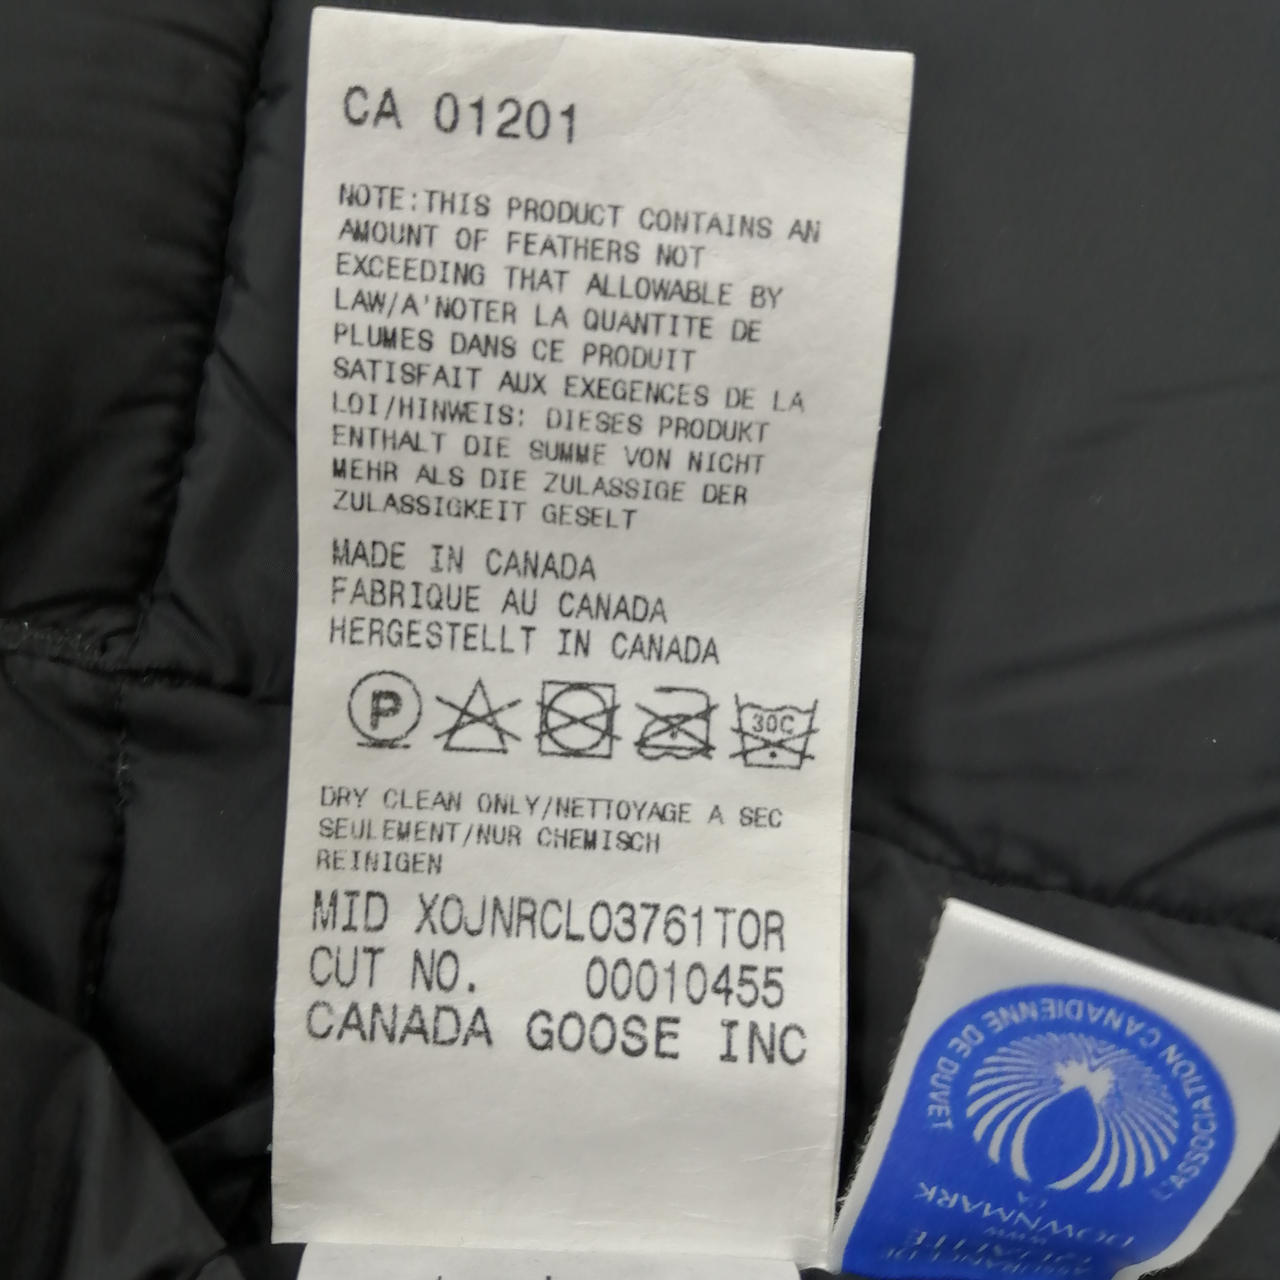 CA 01201
NOTE:THIS PRODUCT CONTAINS AN
AMOUNT OF FEATHERS NOT
EXCEEDING THAT ALLOWABLE BY
LAW/A'NOTER LA QUANTITE DE
PLUMES DANS CE PRODUIT
SATISFAIT AUX EXEGENCES DE LA
LOI/HINWEIS: DIESES PRODUKT
ENTHALT DIE SUMME VON NICHT
MEHR ALS DIE ZULASSIGE DER
ZULASSIGKEIT GESELT
MADE IN CANADA
FABRIQUE AU CANADA
HERGESTELLT IN CANADA
P
30C
DRY CLEAN ONLY/NETTOYAGE A SEC
SEULEMENT/NUR CHEMISCH
REINIGEN
MID XOJNRCLO3761TOR
CUT NO. 00010455
CANADA GOOSE INC
L'ASSOCIATION CANADIENNE DE DUVET
DOWNMARK
WWW